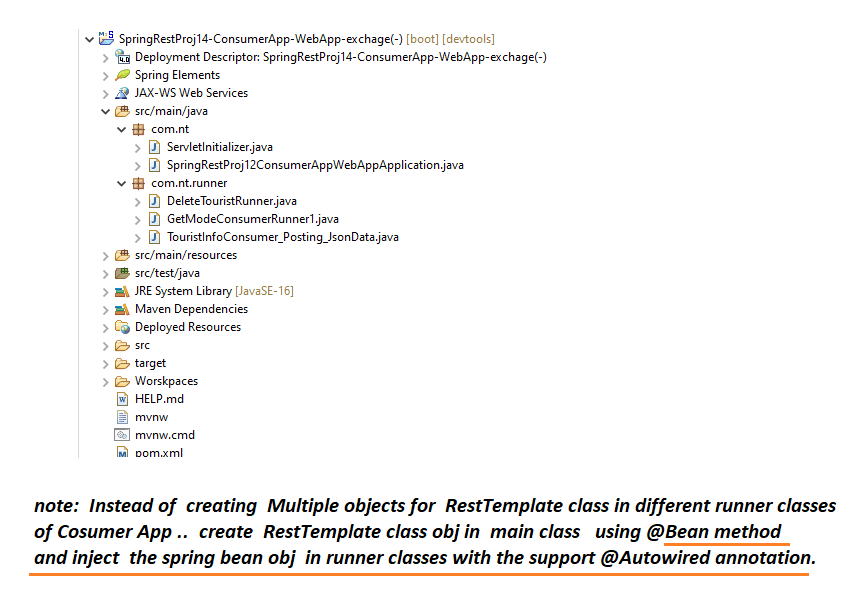 SpringRestProj14-ConsumerApp-WebApp-exchage(-) [boot] [devtools]
Deployment Descriptor: SpringRestProj14-ConsumerApp-WebApp-exchage(-)
Spring Elements
JAX-WS Web Services
src/main/java
com.nt
ServletInitializer.java
SpringRestProj12ConsumerAppWebAppApplication.java
com.nt.runner
DeleteTouristRunner.java
GetModeConsumerRunner1.java
TouristInfoConsumer_Posting_JsonData.java
src/main/resources
src/test/java
JRE System Library [JavaSE-16]
Maven Dependencies
Deployed Resources
src
target
Worskpaces
HELP.md
mvnw
mvnw.cmd
pom.xml
note: Instead of creating Multiple objects for RestTemplate class in different runner classes
of Cosumer App .. create RestTemplate class obj in main class using @Bean method
and inject the spring bean obj in runner classes with the support @Autowired annotation.